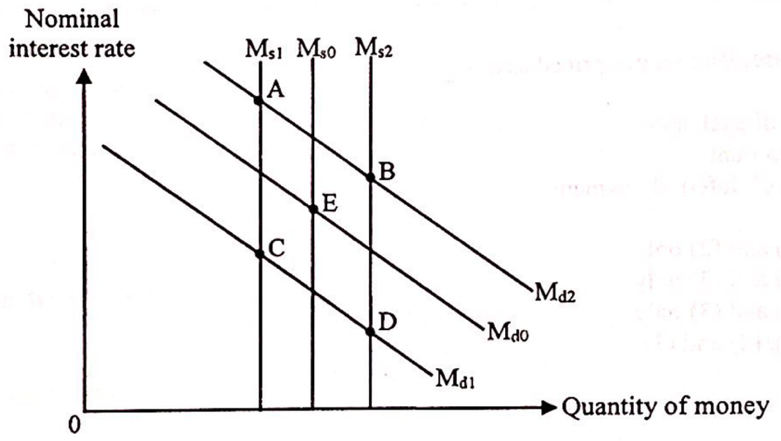 Nominal
interest rate
Ms1 Ms0 Ms2
A
B
E
C
D
Md2
Md0
Md1
0
Quantity of money